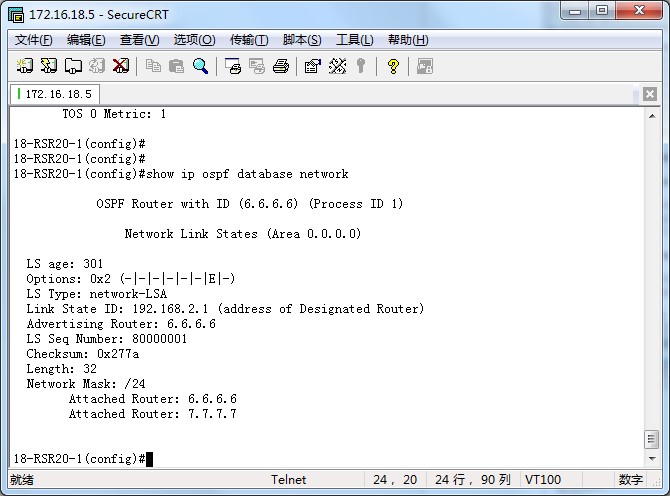 172.16.18.5 - SecureCRT
文件(F) 编辑(E) 查看(V) 选项(O) 传输(T) 脚本(S) 工具(L) 帮助(H)
172.16.18.5
TOS 0 Metric: 1
18-RSR20-1(config)#
18-RSR20-1(config)#
18-RSR20-1(config)#show ip ospf database network
OSPF Router with ID (6.6.6.6) (Process ID 1)
Network Link States (Area 0.0.0.0)
LS age: 301
Options: 0x2 (-|-|-|-|-|-|E|-)
LS Type: network-LSA
Link State ID: 192.168.2.1 (address of Designated Router)
Advertising Router: 6.6.6.6
LS Seq Number: 80000001
Checksum: 0x277a
Length: 32
Network Mask: /24
Attached Router: 6.6.6.6
Attached Router: 7.7.7.7
18-RSR20-1(config)#
就绪 Telnet 24, 20 24 行, 90 列 VT100 数字